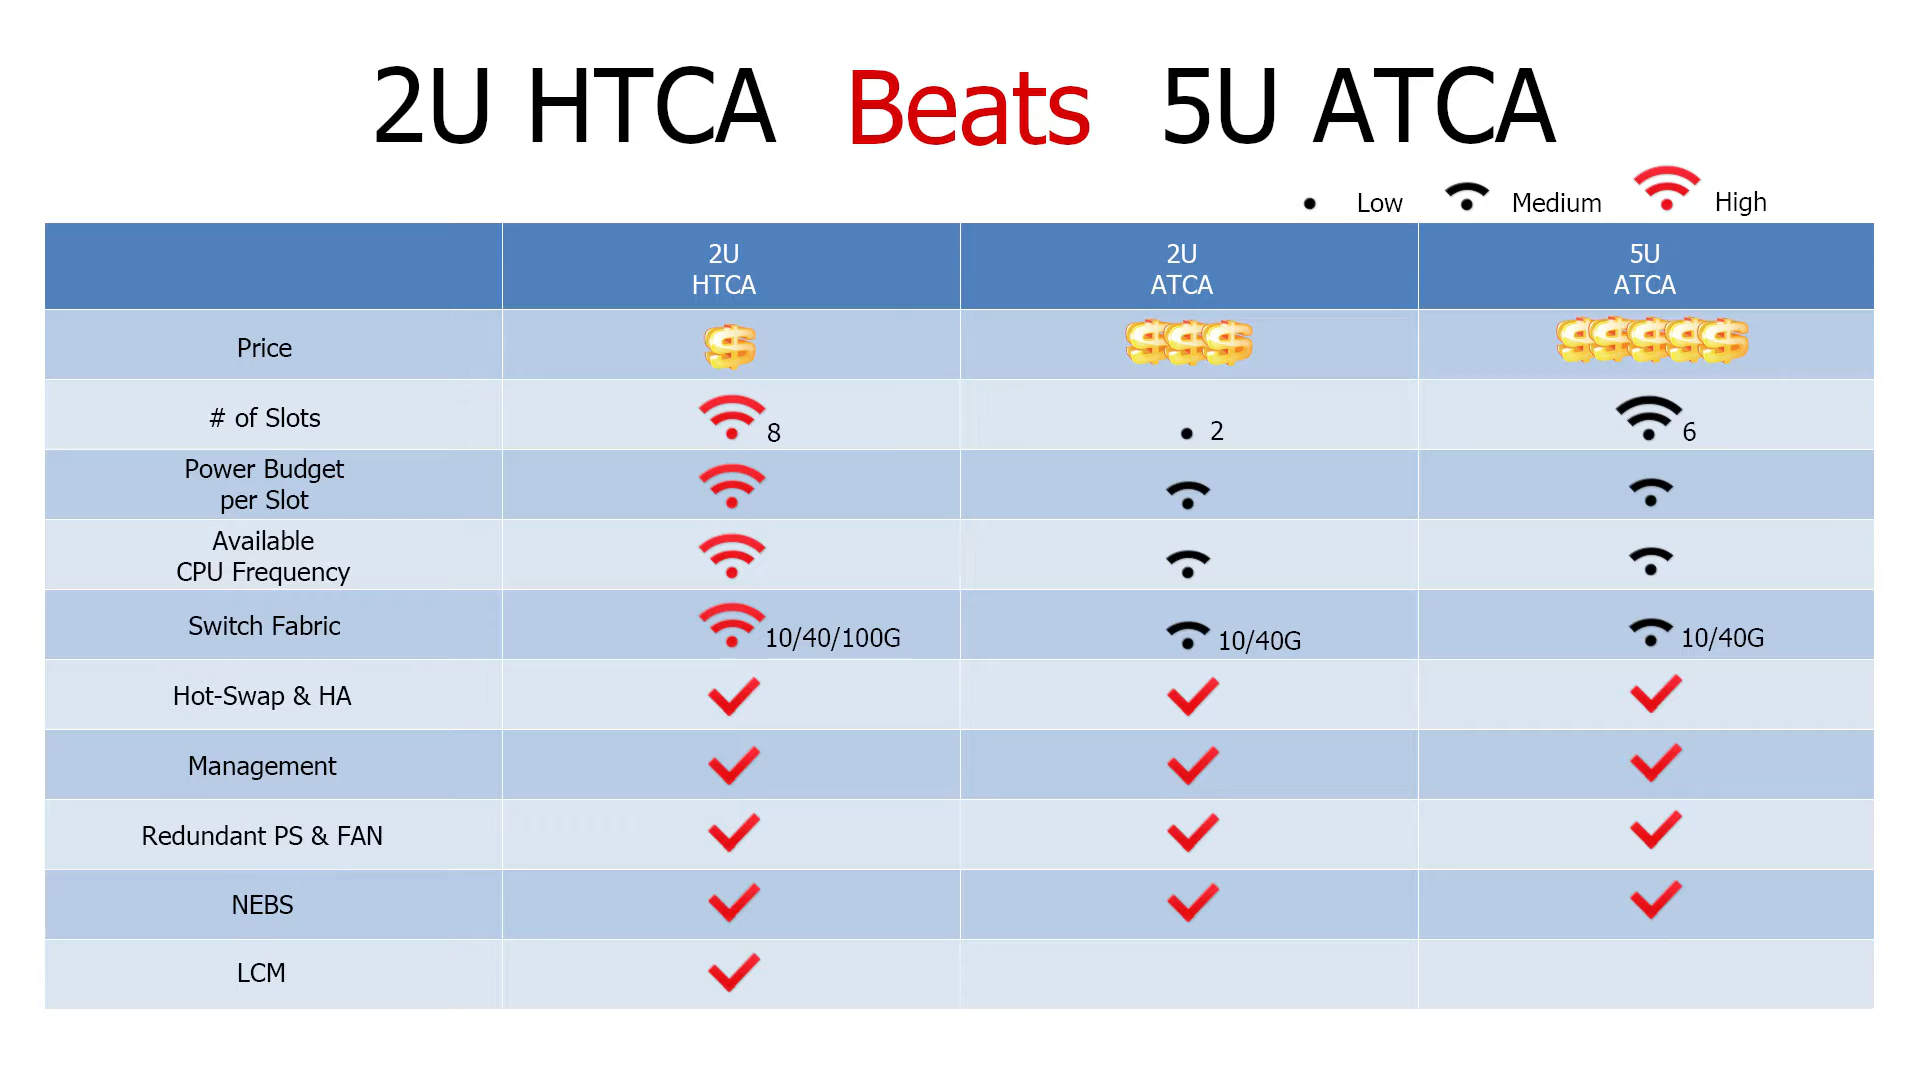 2U HTCA Beats 5U ATCA
Low Medium High
2U HTCA
2U ATCA
5U ATCA
Price $ $$$ $$$$$
# of Slots 8 2 6
Power Budget
per Slot
Available
CPU Frequency
Switch Fabric 10/40/100G 10/40G 10/40G
Hot-Swap & HA
Management
Redundant PS & FAN
NEBS
LCM